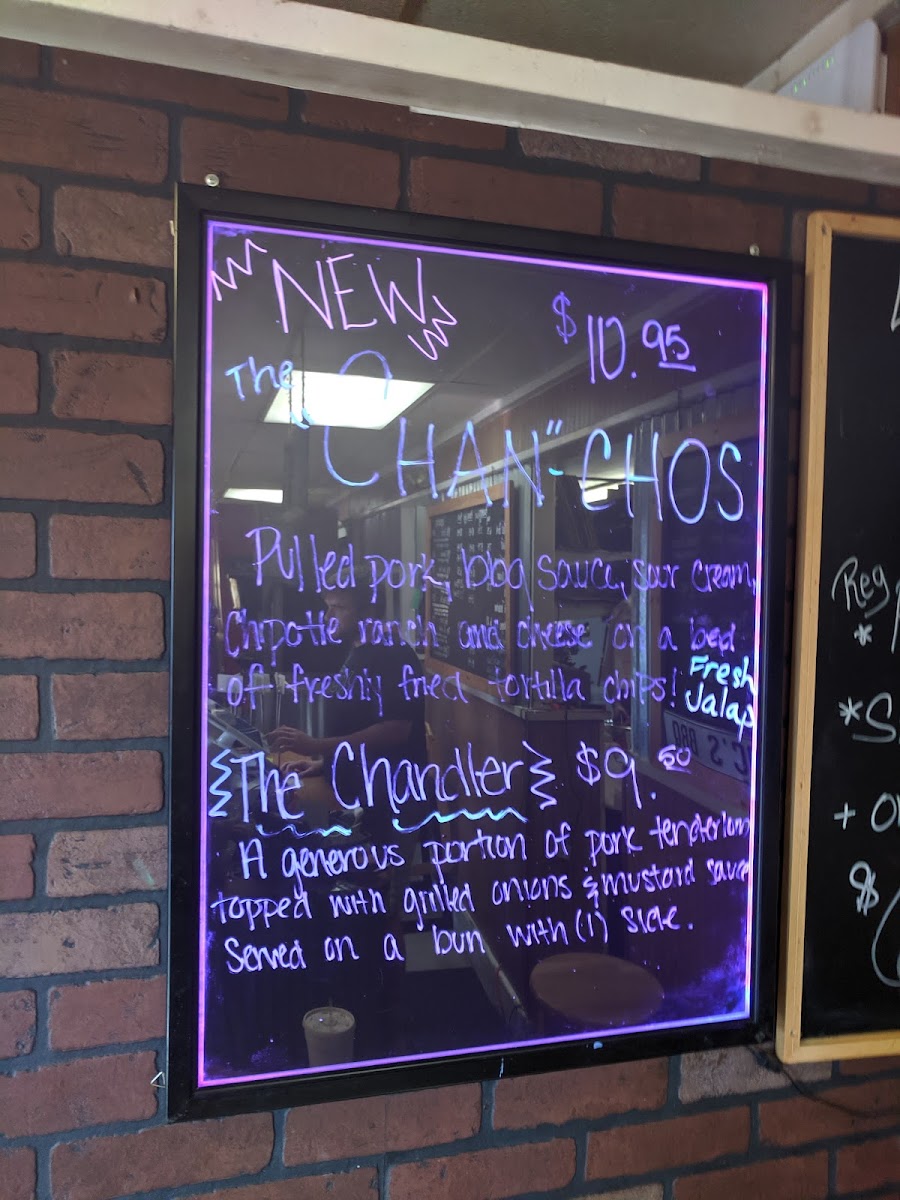 NEW
$10.95
The
"CHAN"-CHOS
Pulled pork, bbq sauce, sour cream,
Chipotle ranch and cheese on a bed
of freshly fried tortilla chips!
Fresh
Jalap
The Chandler $9.50
A generous portion of pork tenderloin
topped with grilled onions & mustard sauce
Served on a bun with (1) side.
Reg
*
*S
+ O
$